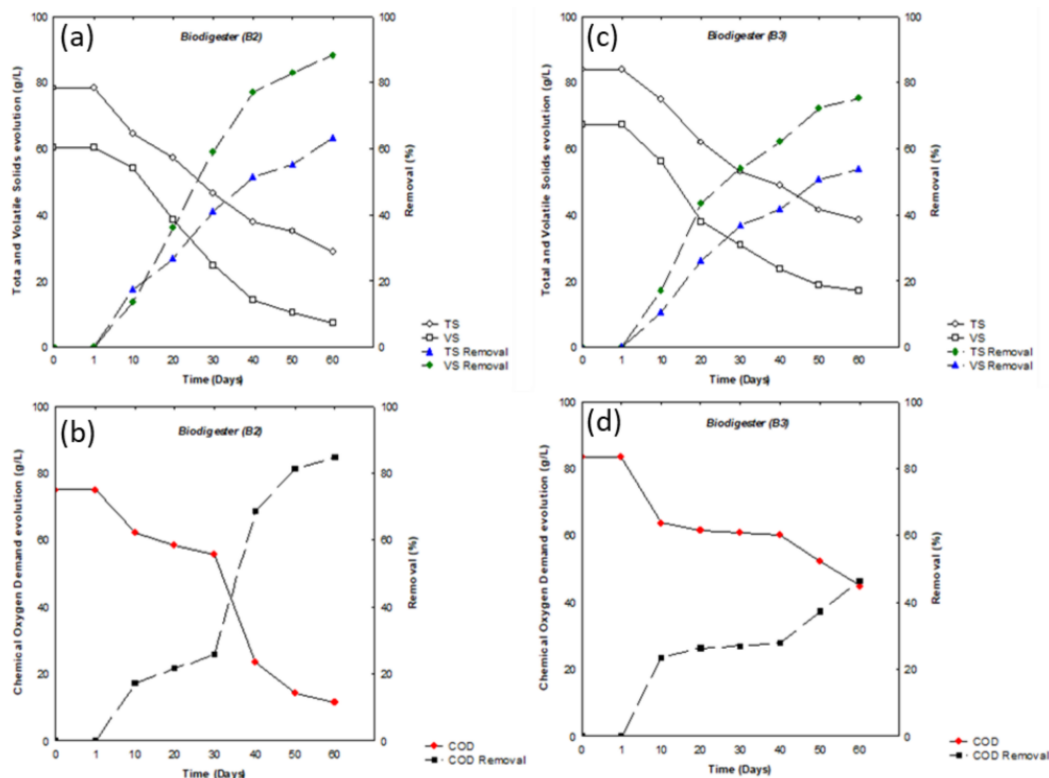 (a)
Biodigester (B2)
Tota and Volatile Solids evolution (g/L)
100
80
60
40
20
0
100
80
60
40
20
0
Removal (%)
0 1 10 20 30 40 50 60
Time (Days)
TS
VS
TS Removal
VS Removal
(c)
Biodigester (B3)
Total and Volatile Solids evolution (g/L)
100
80
60
40
20
0
100
80
60
40
20
0
Removal (%)
0 1 10 20 30 40 50 60
Time (Days)
TS
VS
TS Removal
VS Removal
(b)
Biodigester (B2)
Chemical Oxygen Demand evolution (g/L)
100
80
60
40
20
0
100
80
60
40
20
0
Removal (%)
0 1 10 20 30 40 50 60
Time (Days)
COD
COD Removal
(d)
Biodigester (B3)
Chemical Oxygen Demand evolution (g/L)
100
80
60
40
20
0
100
80
60
40
20
0
Removal (%)
0 1 10 20 30 40 50 60
Time (Days)
COD
COD Removal